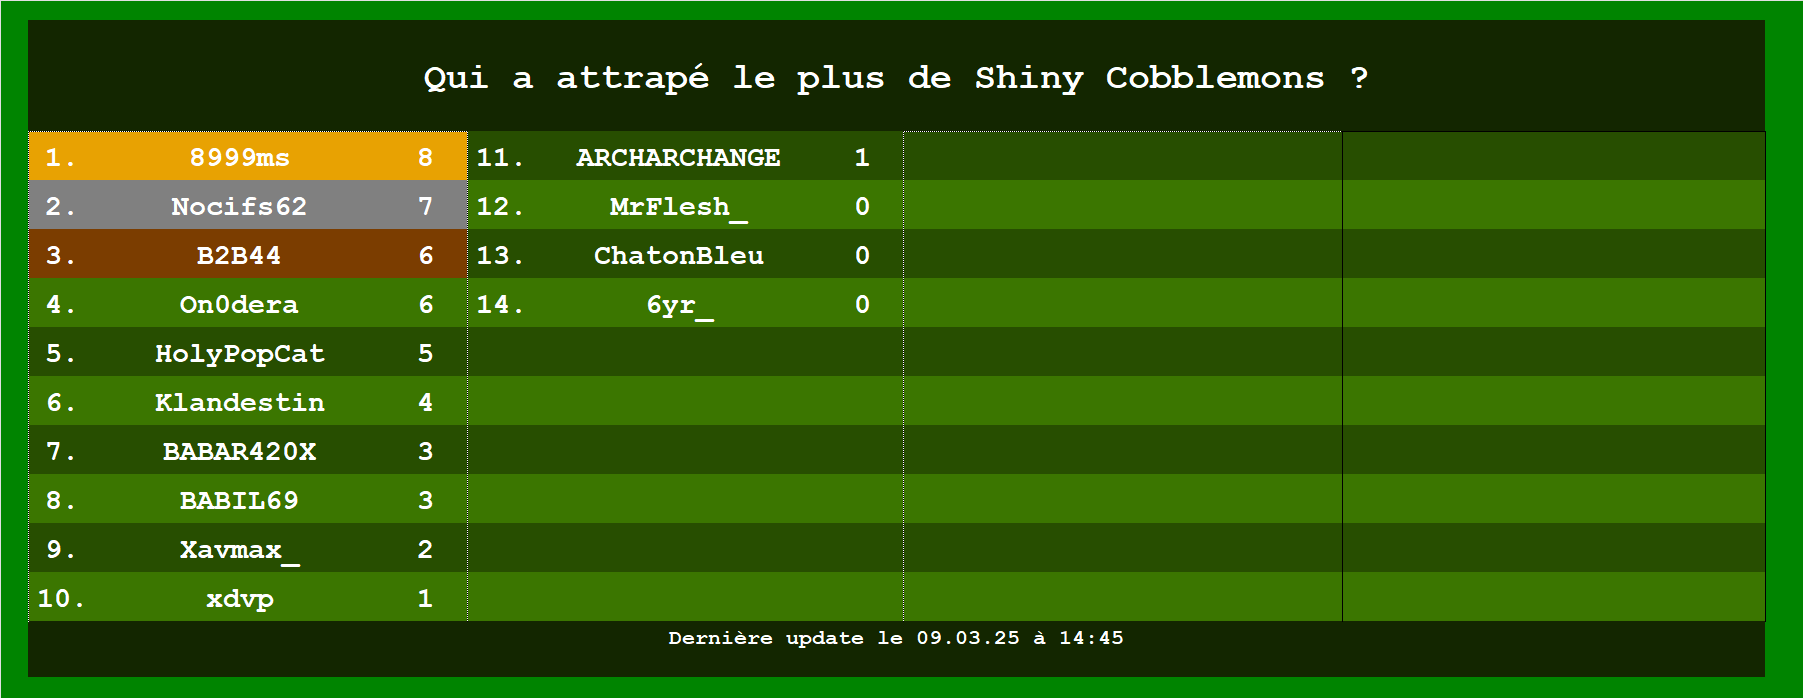 Qui a attrapé le plus de Shiny Cobblemons ?
1. 8999ms 8
2. Nocifs62 7
3. B2B44 6
4. On0dera 6
5. HolyPopCat 5
6. Klandestin 4
7. BABAR420X 3
8. BABIL69 3
9. Xavmax_ 2
10. xdvp 1
11. ARCHARCHANGE 1
12. MrFlesh_ 0
13. ChatonBleu 0
14. 6yr_ 0
Dernière update le 09.03.25 à 14:45